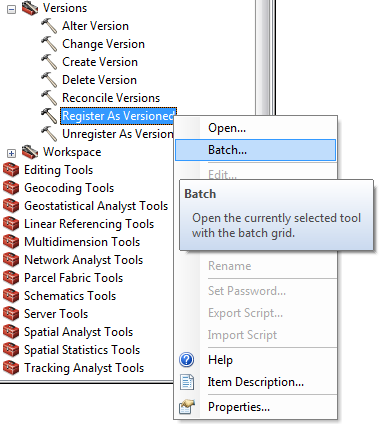 Versions
Alter Version
Change Version
Create Version
Delete Version
Reconcile Versions
Register As Versioned
Unregister As Version
Workspace
Editing Tools
Geocoding Tools
Geostatistical Analyst Tools
Linear Referencing Tools
Multidimension Tools
Network Analyst Tools
Parcel Fabric Tools
Schematics Tools
Server Tools
Spatial Analyst Tools
Spatial Statistics Tools
Tracking Analyst Tools
Open...
Batch...
Edit...
Batch
Open the currently selected tool
with the batch grid.
Rename
Set Password...
Export Script...
Import Script
Help
Item Description...
Properties...